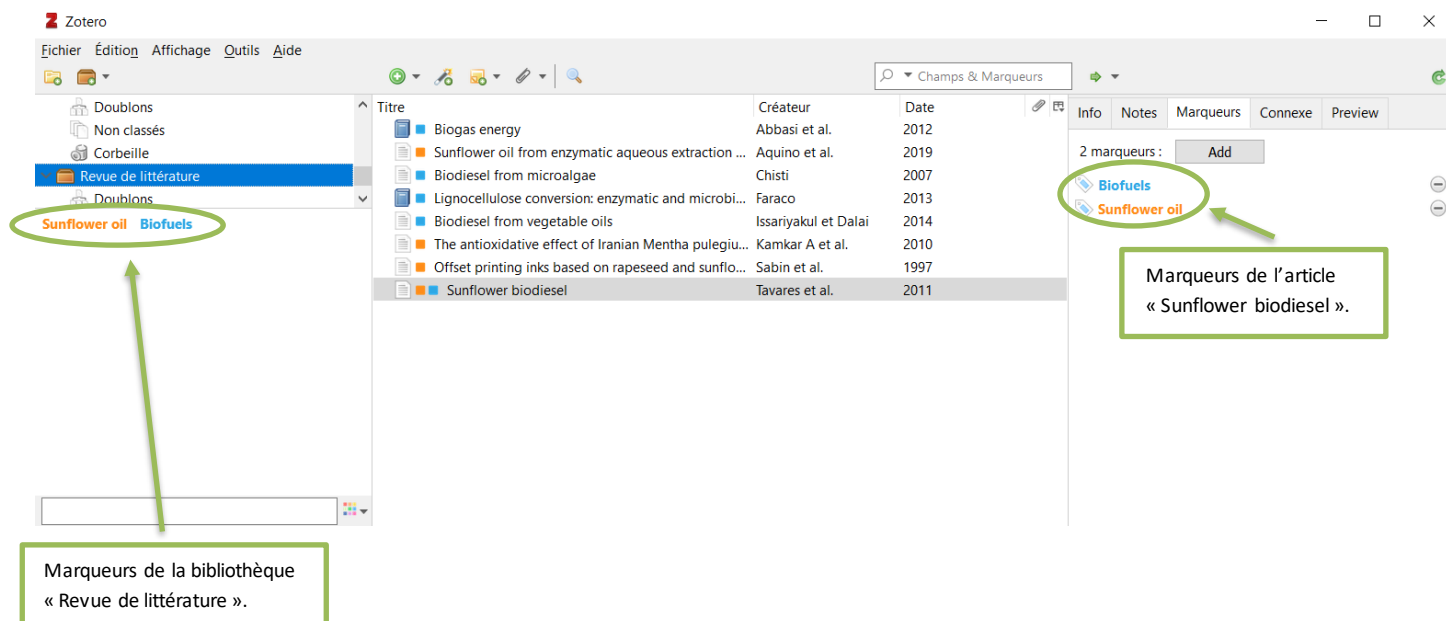 Zotero
Fichier Édition Affichage Outils Aide
Champs & Marqueurs
Doublons
Non classés
Corbeille
Revue de littérature
Doublons
Sunflower oil Biofuels
Titre Créateur Date
Biogas energy Abbasi et al. 2012
Sunflower oil from enzymatic aqueous extraction ... Aquino et al. 2019
Biodiesel from microalgae Chisti 2007
Lignocellulose conversion: enzymatic and microbi... Faraco 2013
Biodiesel from vegetable oils Issariyakul et Dalai 2014
The antioxidative effect of Iranian Mentha pulegiu... Kamkar A et al. 2010
Offset printing inks based on rapeseed and sunflo... Sabin et al. 1997
Sunflower biodiesel Tavares et al. 2011
Info Notes Marqueurs Connexe Preview
2 marqueurs : Add
Biofuels
Sunflower oil
Marqueurs de l'article
« Sunflower biodiesel ».
Marqueurs de la bibliothèque
« Revue de littérature ».